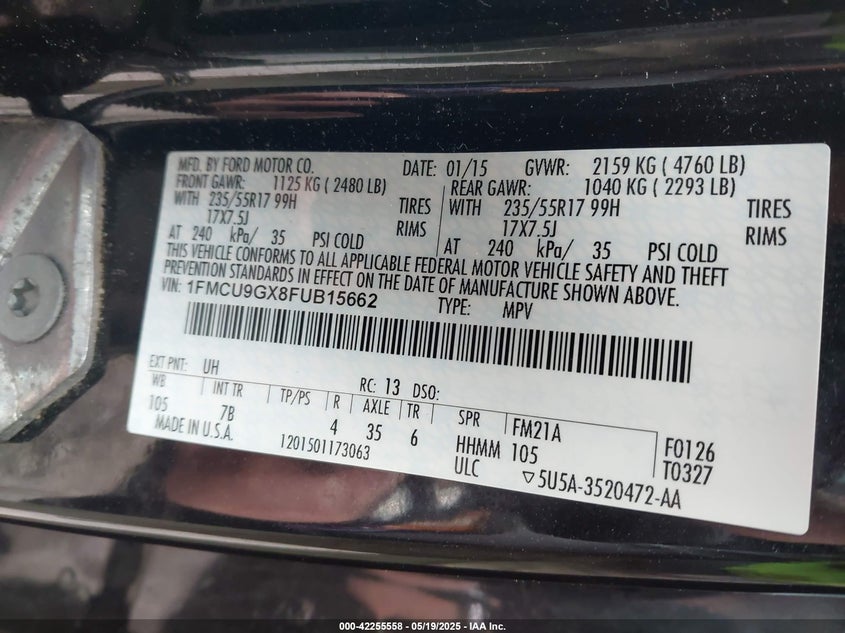 MFD. BY FORD MOTOR CO. DATE: 01/15 GVWR: 2159 KG ( 4760 LB)
FRONT GAWR: 1125 KG ( 2480 LB) REAR GAWR: 1040 KG ( 2293 LB)
WITH 235/55R17 99H TIRES WITH 235/55R17 99H TIRES
17X7.5J RIMS 17X7.5J RIMS
AT 240 kPa/ 35 PSI COLD AT 240 kPa/ 35 PSI COLD
THIS VEHICLE CONFORMS TO ALL APPLICABLE FEDERAL MOTOR VEHICLE SAFETY AND THEFT
PREVENTION STANDARDS IN EFFECT ON THE DATE OF MANUFACTURE SHOWN ABOVE.
VIN: 1FMCU9GX8FUB15662 TYPE: MPV
EXT PNT: UH RC: 13 DSO:
WB INT TR TP/PS R AXLE TR SPR FM21A F0126
105 7B 4 35 6 HHMM 105 T0327
MADE IN U.S.A. 1201501173063 ULC ▽5U5A-3520472-AA
000-42255558 - 05/19/2025 - IAA Inc.